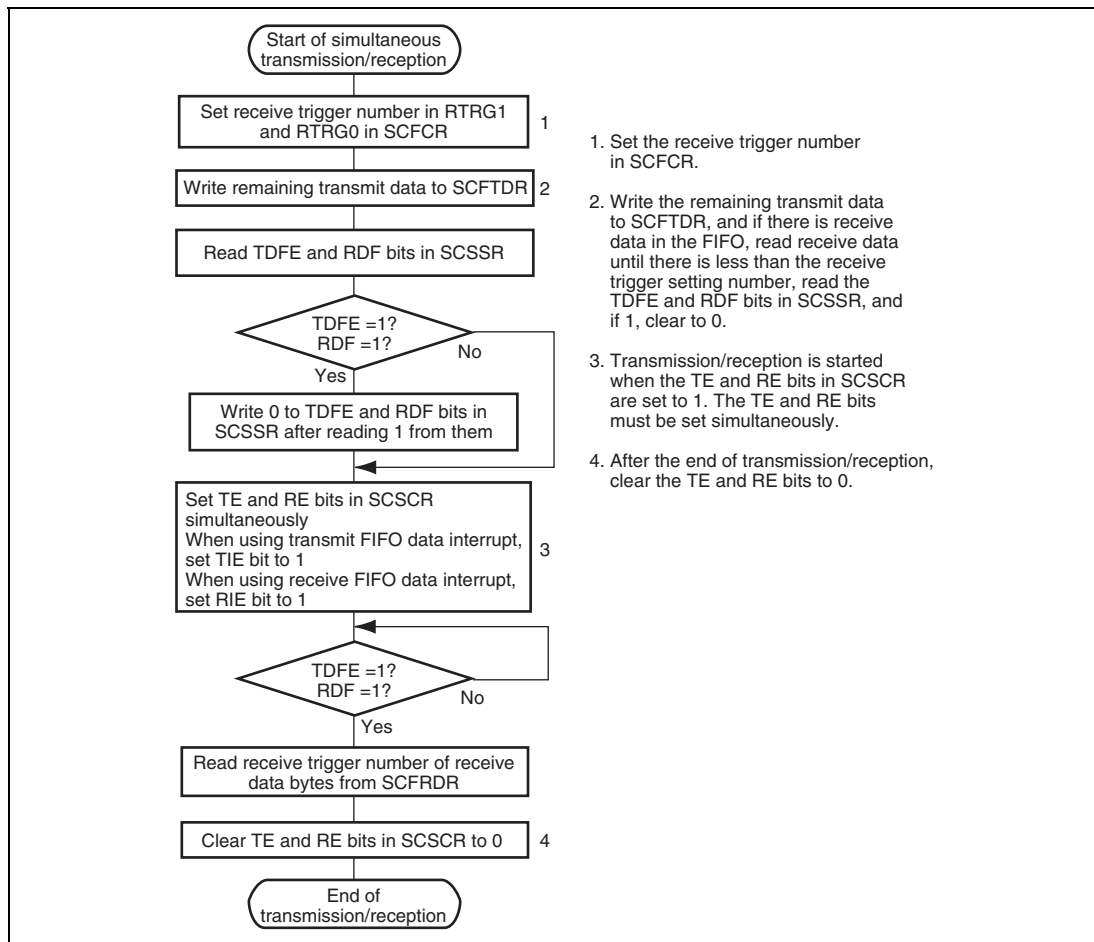 Start of simultaneous
transmission/reception
Set receive trigger number in RTRG1
and RTRG0 in SCFCR
1
Write remaining transmit data to SCFTDR
2
Read TDFE and RDF bits in SCSSR
TDFE =1?
RDF =1?
No
Yes
Write 0 to TDFE and RDF bits in
SCSSR after reading 1 from them
Set TE and RE bits in SCSCR
simultaneously
When using transmit FIFO data interrupt,
set TIE bit to 1
When using receive FIFO data interrupt,
set RIE bit to 1
3
TDFE =1?
RDF =1?
No
Yes
Read receive trigger number of receive
data bytes from SCFRDR
Clear TE and RE bits in SCSCR to 0
4
End of
transmission/reception
1. Set the receive trigger number
in SCFCR.
2. Write the remaining transmit data
to SCFTDR, and if there is receive
data in the FIFO, read receive data
until there is less than the receive
trigger setting number, read the
TDFE and RDF bits in SCSSR, and
if 1, clear to 0.
3. Transmission/reception is started
when the TE and RE bits in SCSCR
are set to 1. The TE and RE bits
must be set simultaneously.
4. After the end of transmission/reception,
clear the TE and RE bits to 0.